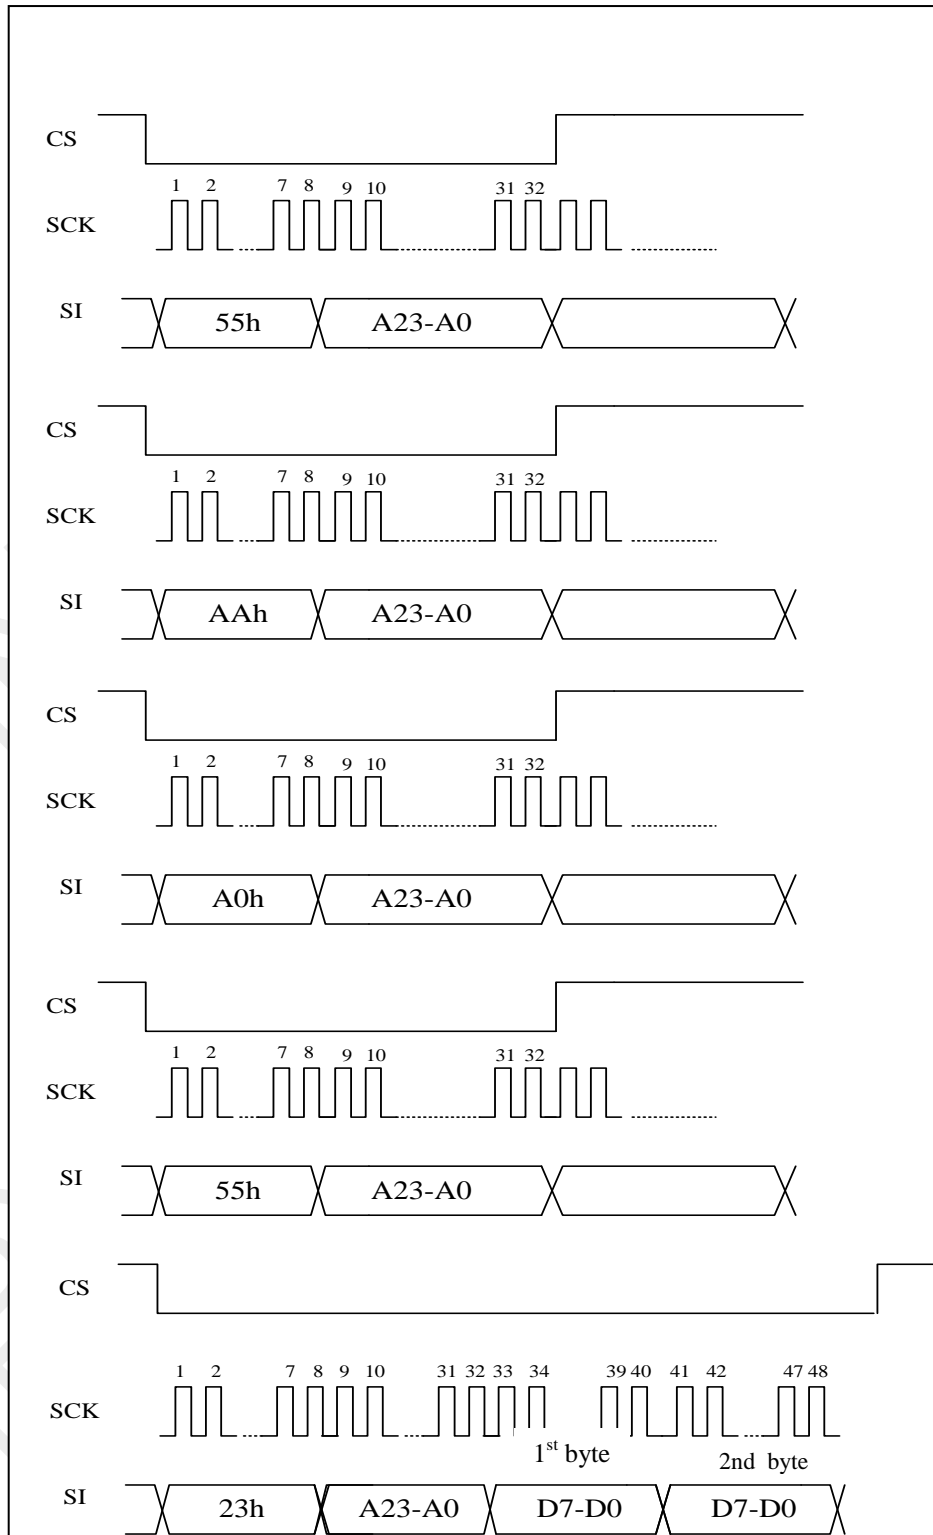 CS
1 2 7 8 9 10 31 32
SCK
SI 55h A23-A0
CS
1 2 7 8 9 10 31 32
SCK
SI AAh A23-A0
CS
1 2 7 8 9 10 31 32
SCK
SI A0h A23-A0
CS
1 2 7 8 9 10 31 32
SCK
SI 55h A23-A0
CS
1 2 7 8 9 10 31 32 33 34 39 40 41 42 47 48
SCK
1st byte 2nd byte
SI 23h A23-A0 D7-D0 D7-D0